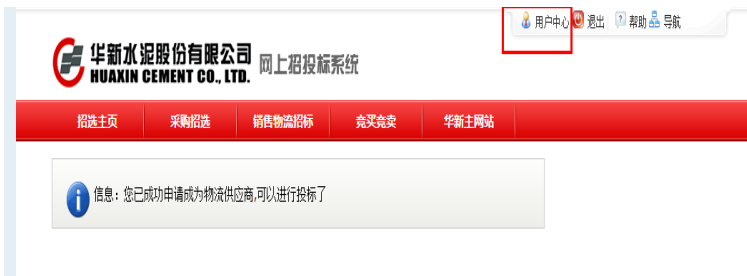 用户中心 退出 帮助 导航
华新水泥股份有限公司 网上招投标系统
HUAXIN CEMENT CO., LTD.
招选主页 采购招选 销售物流招标 竞买竞卖 华新主网站
信息：您已成功申请成为物流供应商,可以进行投标了